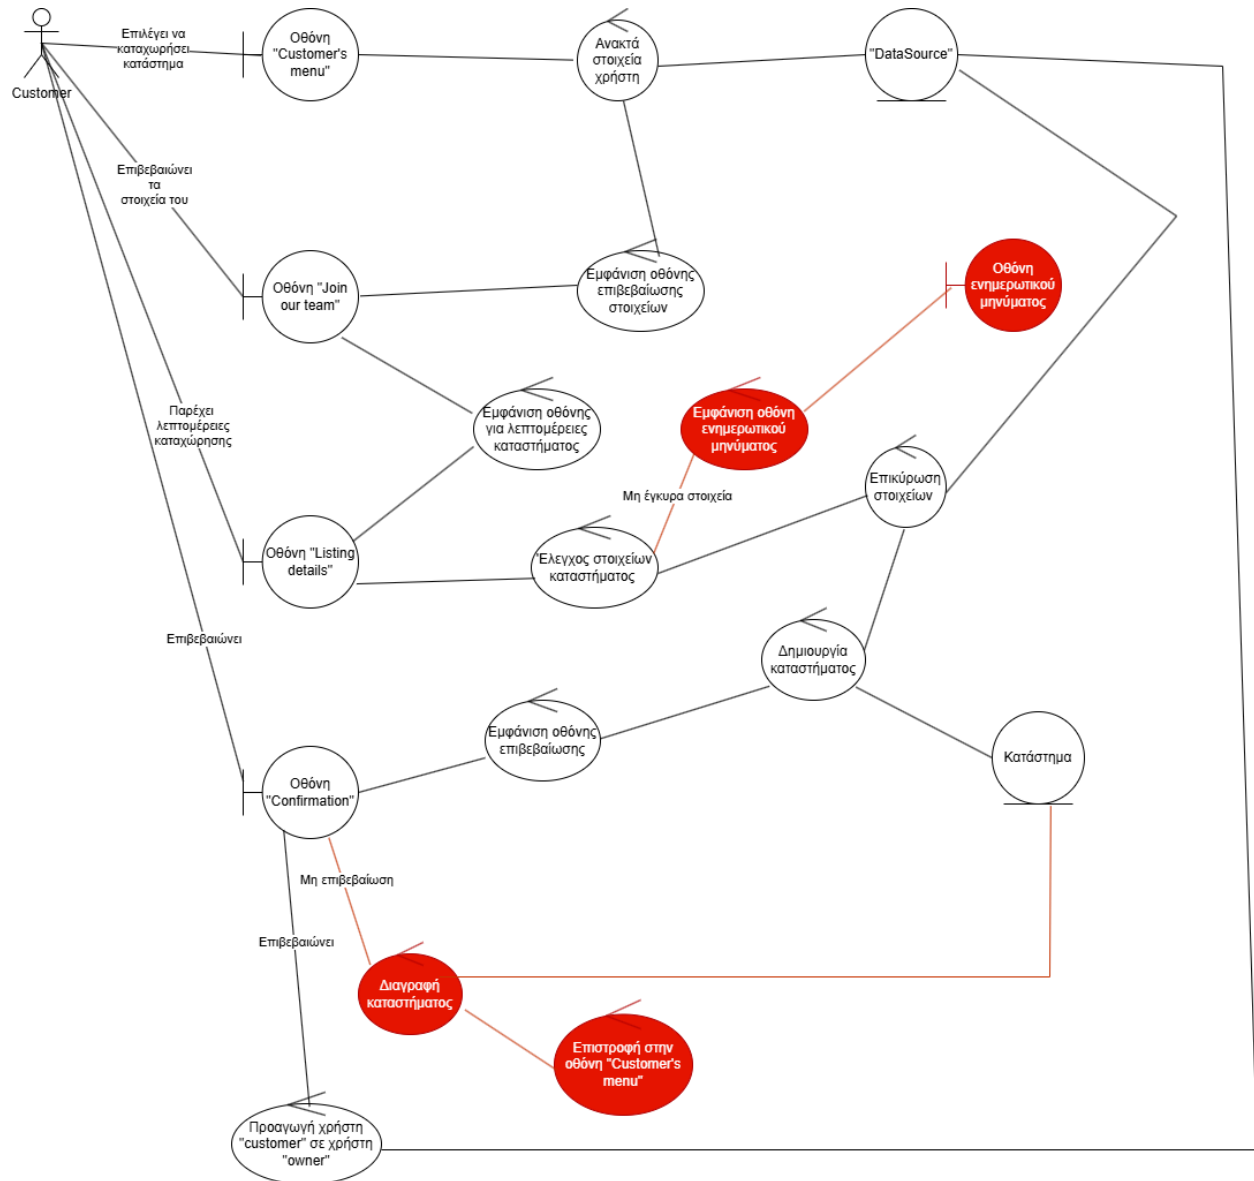 Επιλέγει να
καταχωρήσει
κατάστημα
Οθόνη
"Customer's
menu"
Ανακτά
στοιχεία
χρήστη
"DataSource"
Customer
Επιβεβαιώνει
τα
στοιχεία του
Οθόνη "Join
our team"
Εμφάνιση οθόνης
επιβεβαίωσης
στοιχείων
Οθόνη
ενημερωτικού
μηνύματος
Παρέχει
λεπτομέρειες
καταχώρησης
Εμφάνιση οθόνης
για λεπτομέρειες
καταστήματος
Εμφάνιση οθόνη
ενημερωτικού
μηνύματος
Μη έγκυρα στοιχεία
Επικύρωση
στοιχείων
Οθόνη "Listing
details"
Έλεγχος στοιχείων
καταστήματος
Επιβεβαιώνει
Δημιουργία
καταστήματος
Εμφάνιση οθόνης
επιβεβαίωσης
Κατάστημα
Οθόνη
"Confirmation"
Μη επιβεβαίωση
Επιβεβαιώνει
Διαγραφή
καταστήματος
Επιστροφή στην
οθόνη "Customer's
menu"
Προαγωγή χρήστη
"customer" σε χρήστη
"owner"